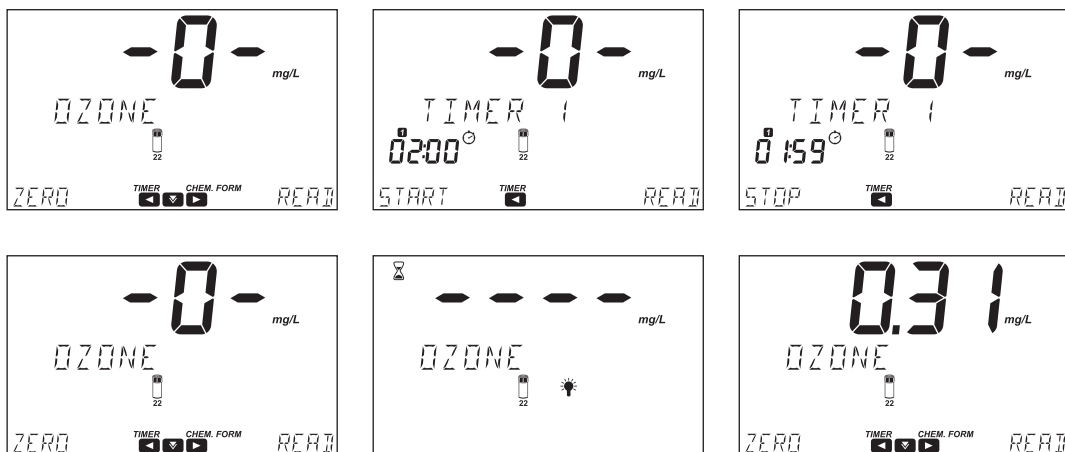 -0-
mg/L
OZONE
22
TIMER CHEM. FORM
ZERO READ
-0-
mg/L
TIMER 1
1
02:00
22
TIMER
START READ
-0-
mg/L
TIMER 1
1
01:59
22
TIMER
STOP READ
-0-
mg/L
OZONE
22
TIMER CHEM. FORM
ZERO READ
- - - -
mg/L
OZONE
22
0.31
mg/L
OZONE
22
TIMER CHEM. FORM
ZERO READ